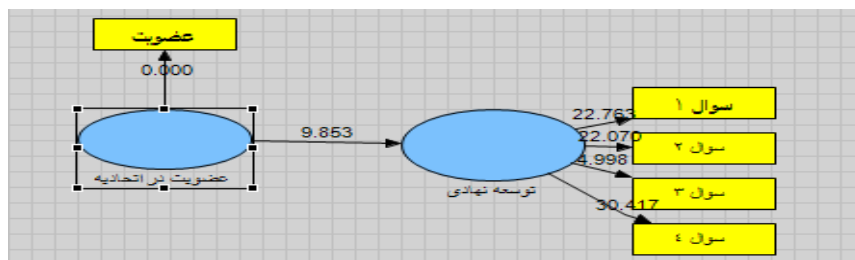 عضویت
0.000
9.853
عضویت در اتحادیه
توسعه نهادی
22.763
سوال ۱
22.070
سوال ۲
4.998
سوال ۳
30.417
سوال ٤